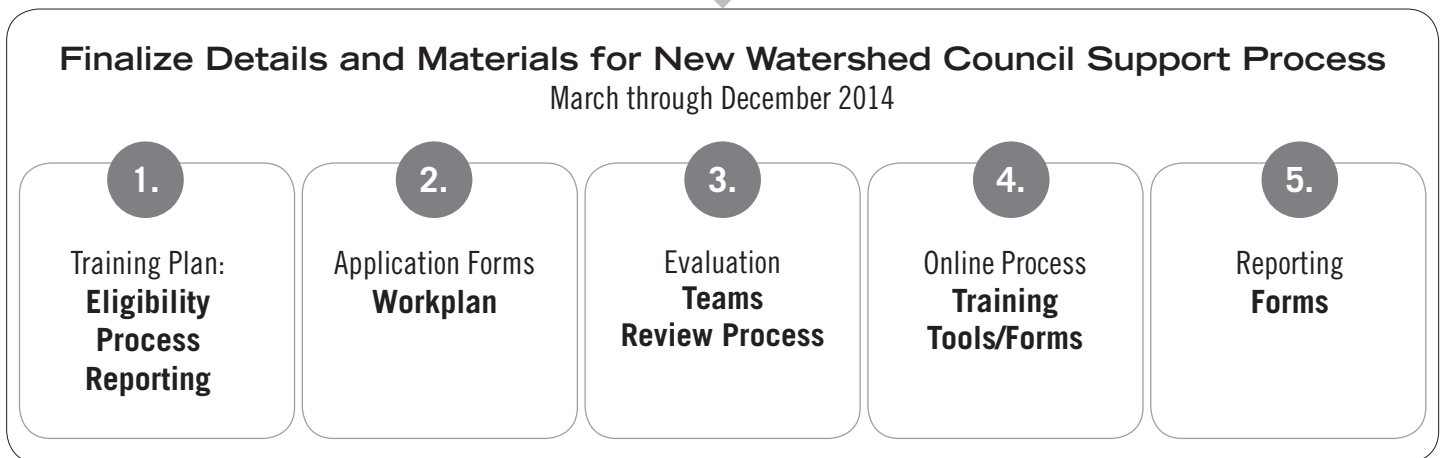 Finalize Details and Materials for New Watershed Council Support Process
March through December 2014
1.
Training Plan:
Eligibility
Process
Reporting
2.
Application Forms
Workplan
3.
Evaluation
Teams
Review Process
4.
Online Process
Training
Tools/Forms
5.
Reporting
Forms